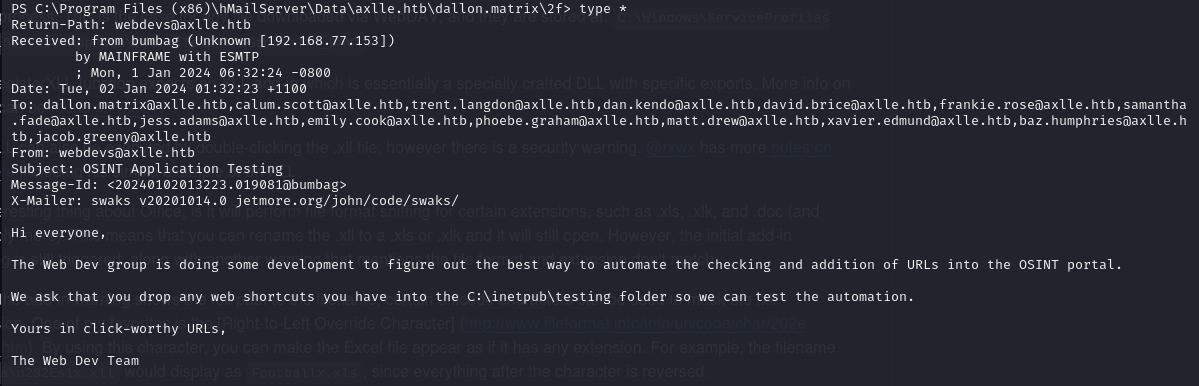 PS C:\Program Files (x86)\hMailServer\Data\axlle.htb\dallon.matrix\2f> type *
Return-Path: webdevs@axlle.htb
Received: from bumbag (Unknown [192.168.77.153])
by MAINFRAME with ESMTP
; Mon, 1 Jan 2024 06:32:24 -0800
Date: Tue, 02 Jan 2024 01:32:23 +1100
To: dallon.matrix@axlle.htb,calum.scott@axlle.htb,trent.langdon@axlle.htb,dan.kendo@axlle.htb,david.brice@axlle.htb,frankie.rose@axlle.htb,samantha
.fade@axlle.htb,jess.adams@axlle.htb,emily.cook@axlle.htb,phoebe.graham@axlle.htb,matt.drew@axlle.htb,xavier.edmund@axlle.htb,baz.humphries@axlle.h
tb,jacob.greeny@axlle.htb
From: webdevs@axlle.htb
Subject: OSINT Application Testing
Message-Id: <20240102013223.019081@bumbag>
X-Mailer: swaks v20201014.0 jetmore.org/john/code/swaks/
Hi everyone,
The Web Dev group is doing some development to figure out the best way to automate the checking and addition of URLs into the OSINT portal.
We ask that you drop any web shortcuts you have into the C:\inetpub\testing folder so we can test the automation.
Yours in click-worthy URLs,
The Web Dev Team